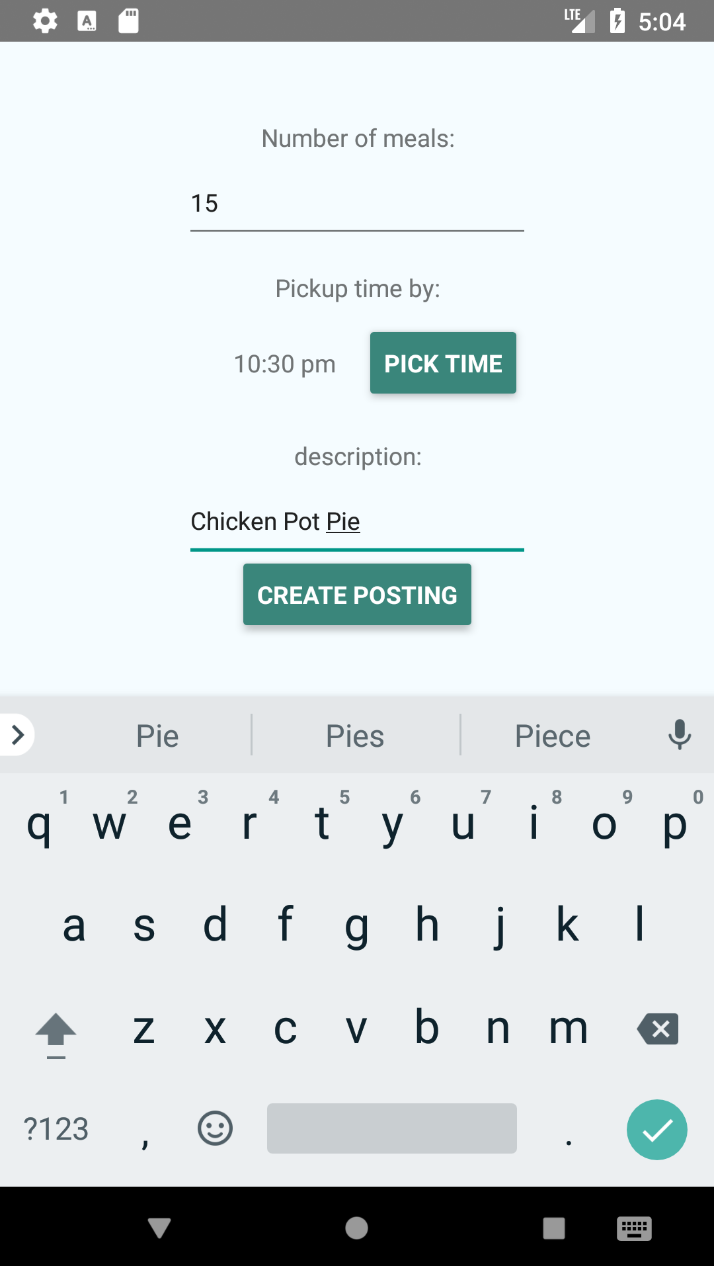 LTE 5:04
Number of meals:
15
Pickup time by:
10:30 pm PICK TIME
description:
Chicken Pot Pie
CREATE POSTING
Pie Pies Piece
1 2 3 4 5 6 7 8 9 0
q w e r t y u i o p
a s d f g h j k l
z x c v b n m
?123 , .